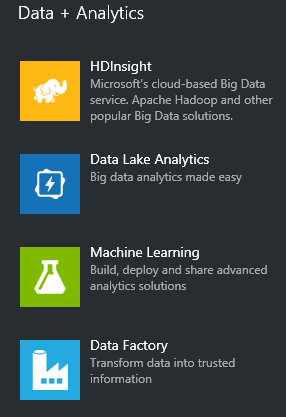 Data + Analytics
HDInsight
Microsoft's cloud-based Big Data
service. Apache Hadoop and other
popular Big Data solutions.
Data Lake Analytics
Big data analytics made easy
Machine Learning
Build, deploy and share advanced
analytics solutions
Data Factory
Transform data into trusted
information